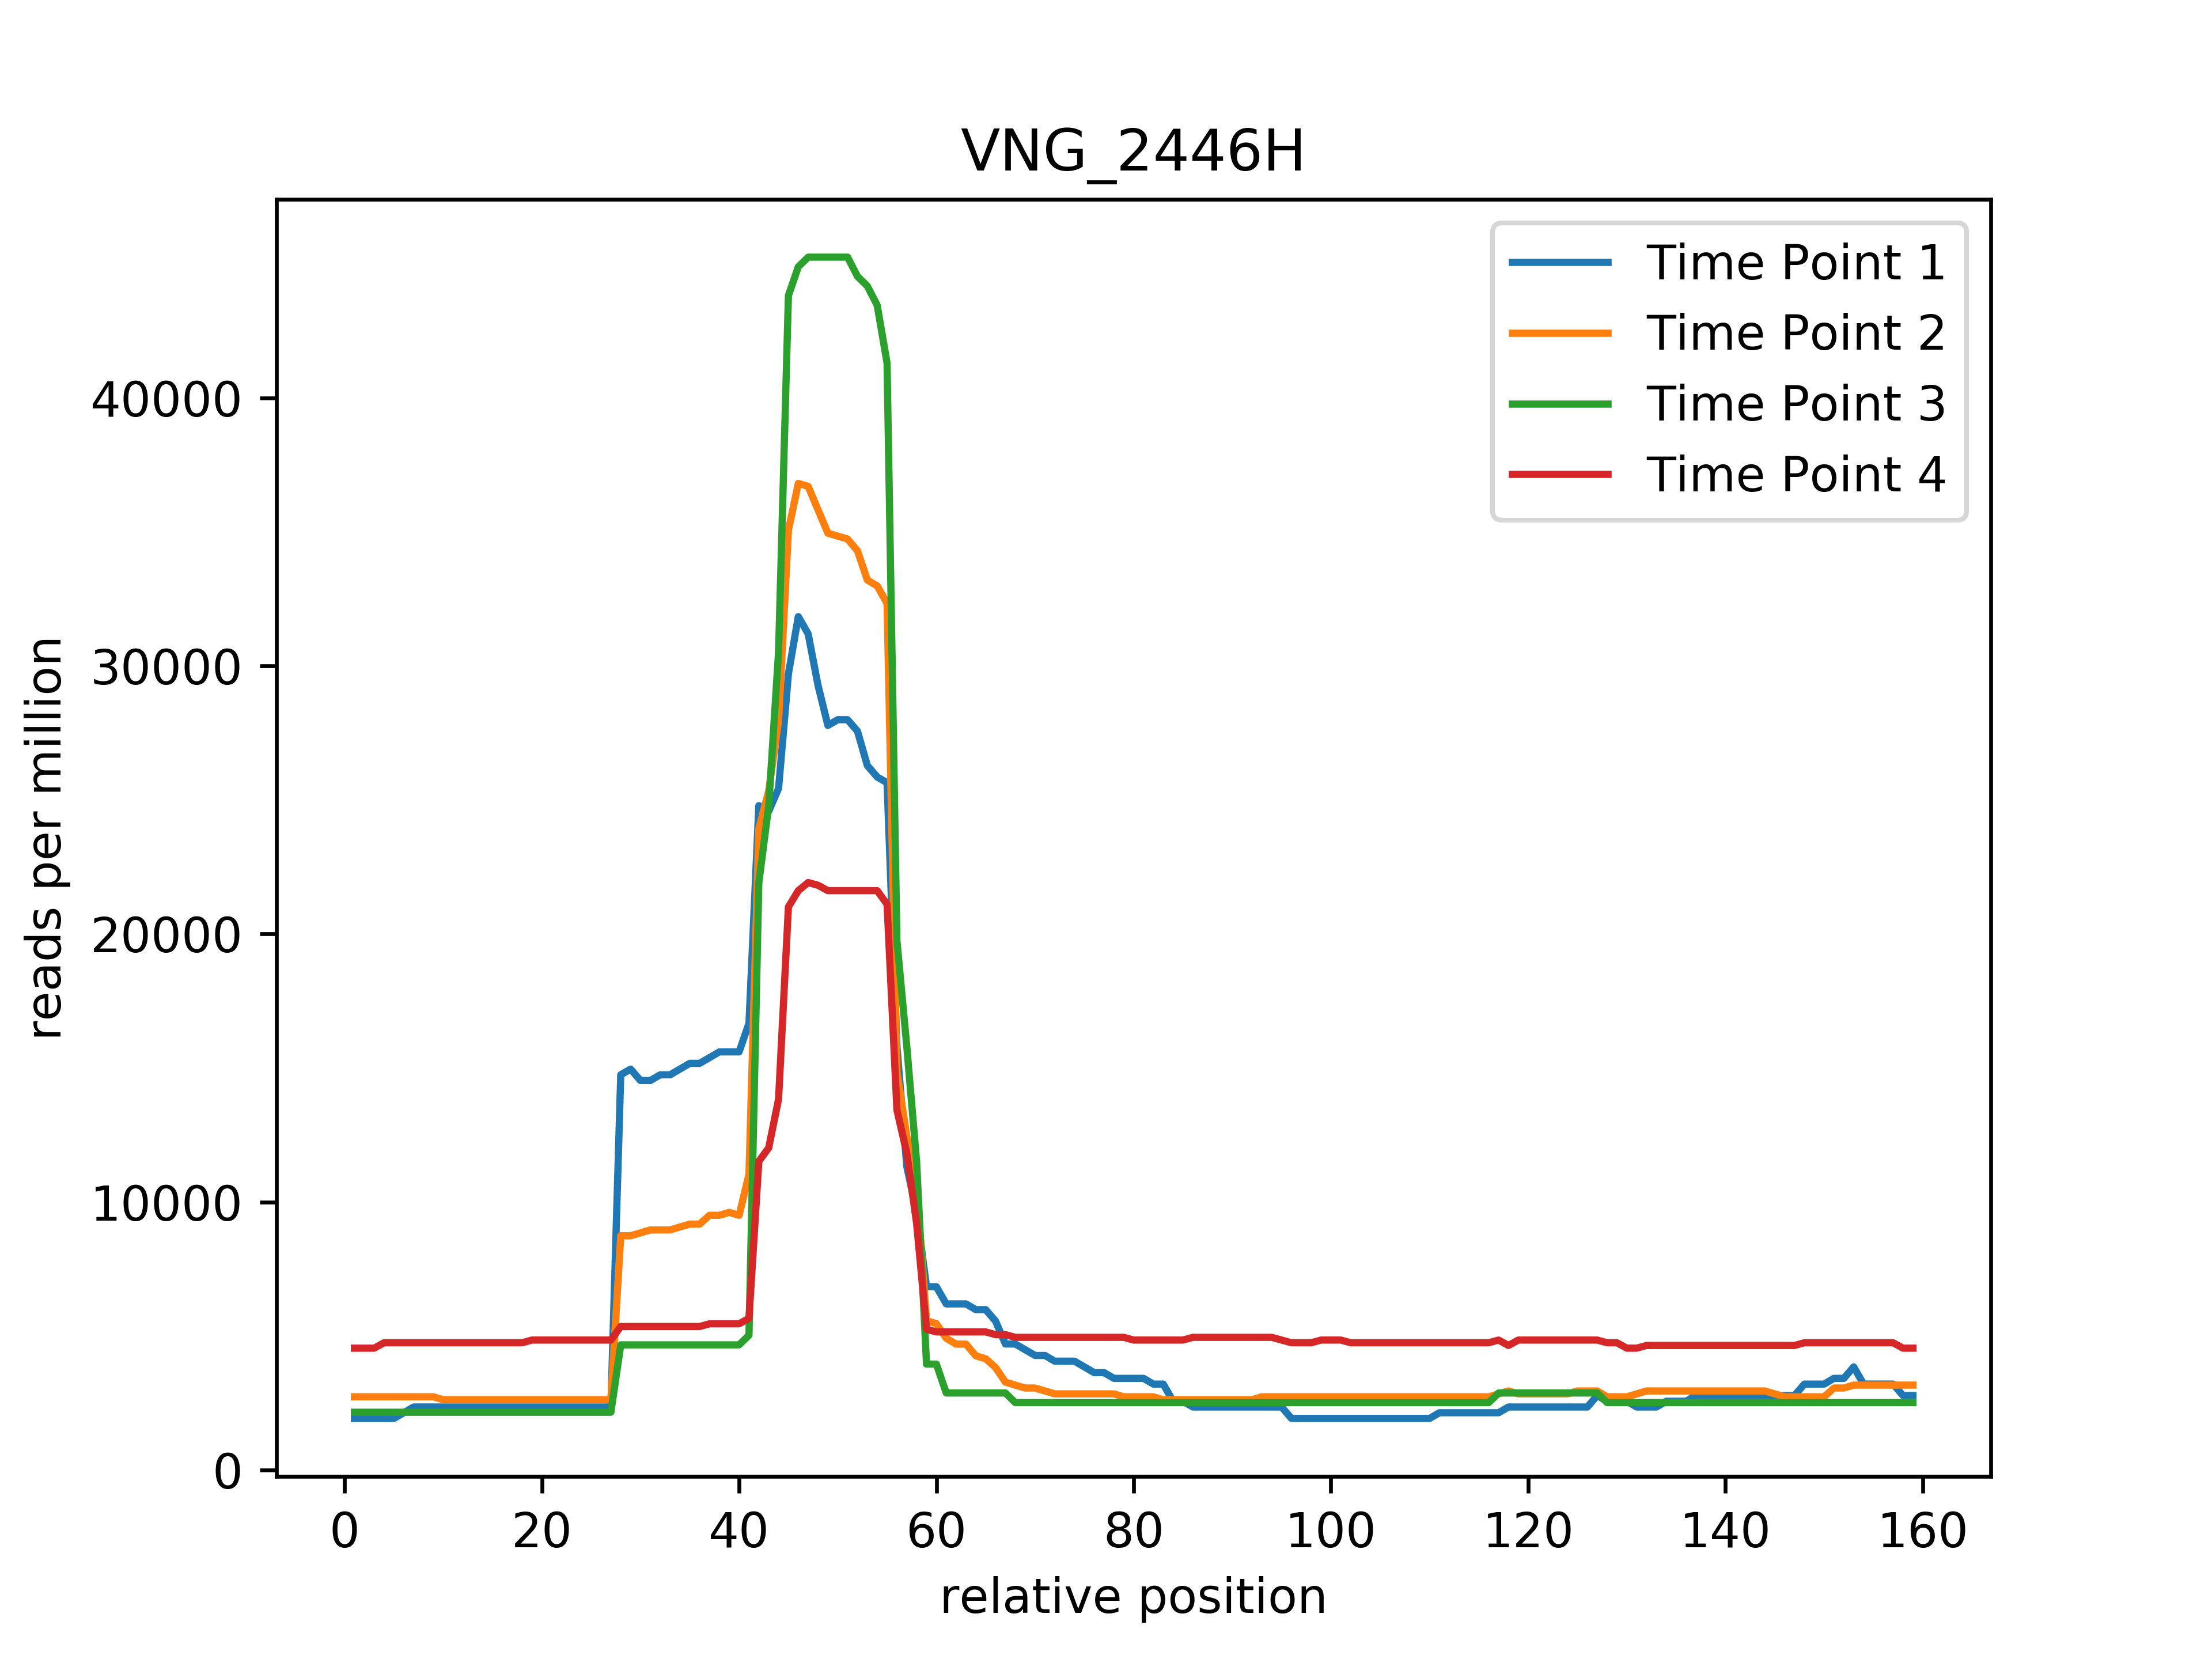 VNG_2446H
Time Point 1
Time Point 2
Time Point 3
Time Point 4
reads per million
40000
30000
20000
10000
0
0 20 40 60 80 100 120 140 160
relative position